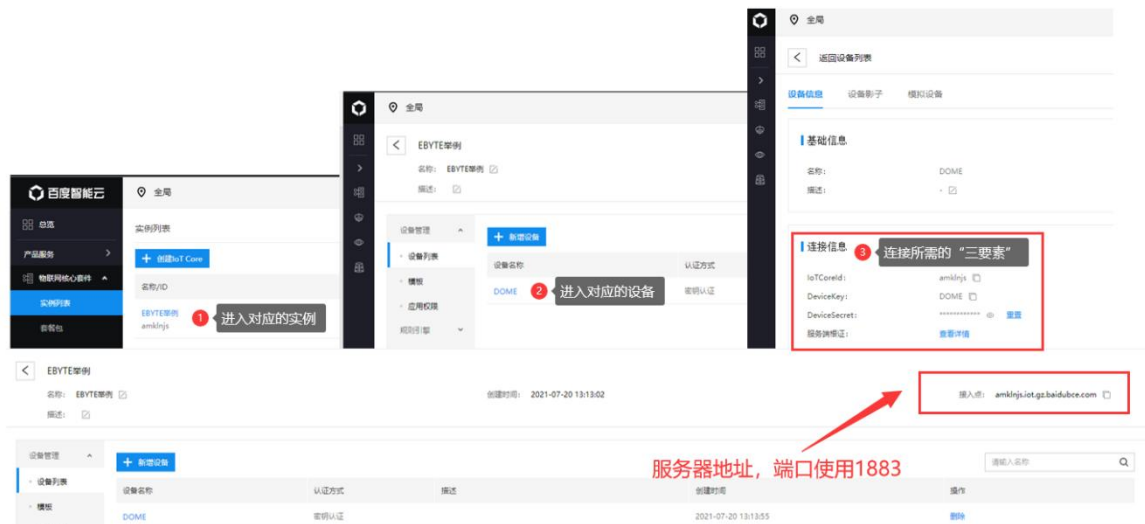 百度智能云
全局
总览
产品服务
物联网核心套件
实例列表
套餐包
实例列表
+ 创建IoT Core
名称/ID
EBYTE举例
amklnjs
1 进入对应的实例
全局
EBYTE举例
名称： EBYTE举例
描述：
设备管理
设备列表
模板
应用权限
规则引擎
+ 新增设备
设备名称
认证方式
DOME
密钥认证
2 进入对应的设备
全局
返回设备列表
设备信息 设备影子 模拟设备
基础信息
名称： DOME
描述： -
连接信息
3 连接所需的“三要素”
IoTCoreId: amklnjs
DeviceKey: DOME
DeviceSecret: ************ 重置
服务端根证: 查看详情
EBYTE举例
名称： EBYTE举例
创建时间： 2021-07-20 13:13:02
接入点： amklnjs.iot.gz.baidubce.com
描述：
设备管理
设备列表
模板
+ 新增设备
服务器地址，端口使用1883
请输入名称
设备名称 认证方式 描述 创建时间 操作
DOME 密钥认证 2021-07-20 13:13:55 删除